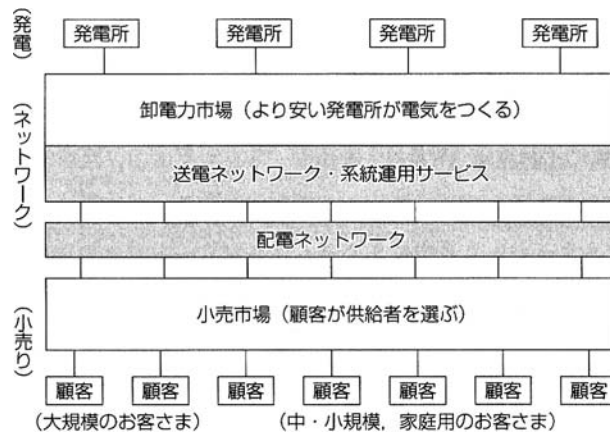 (発電)
発電所 発電所 発電所 発電所
(ネットワーク)
卸電力市場(より安い発電所が電気をつくる)
送電ネットワーク・系統運用サービス
配電ネットワーク
(小売り)
小売市場(顧客が供給者を選ぶ)
顧客 顧客 顧客 顧客 顧客 顧客 顧客
(大規模のお客さま) (中・小規模,家庭用のお客さま)